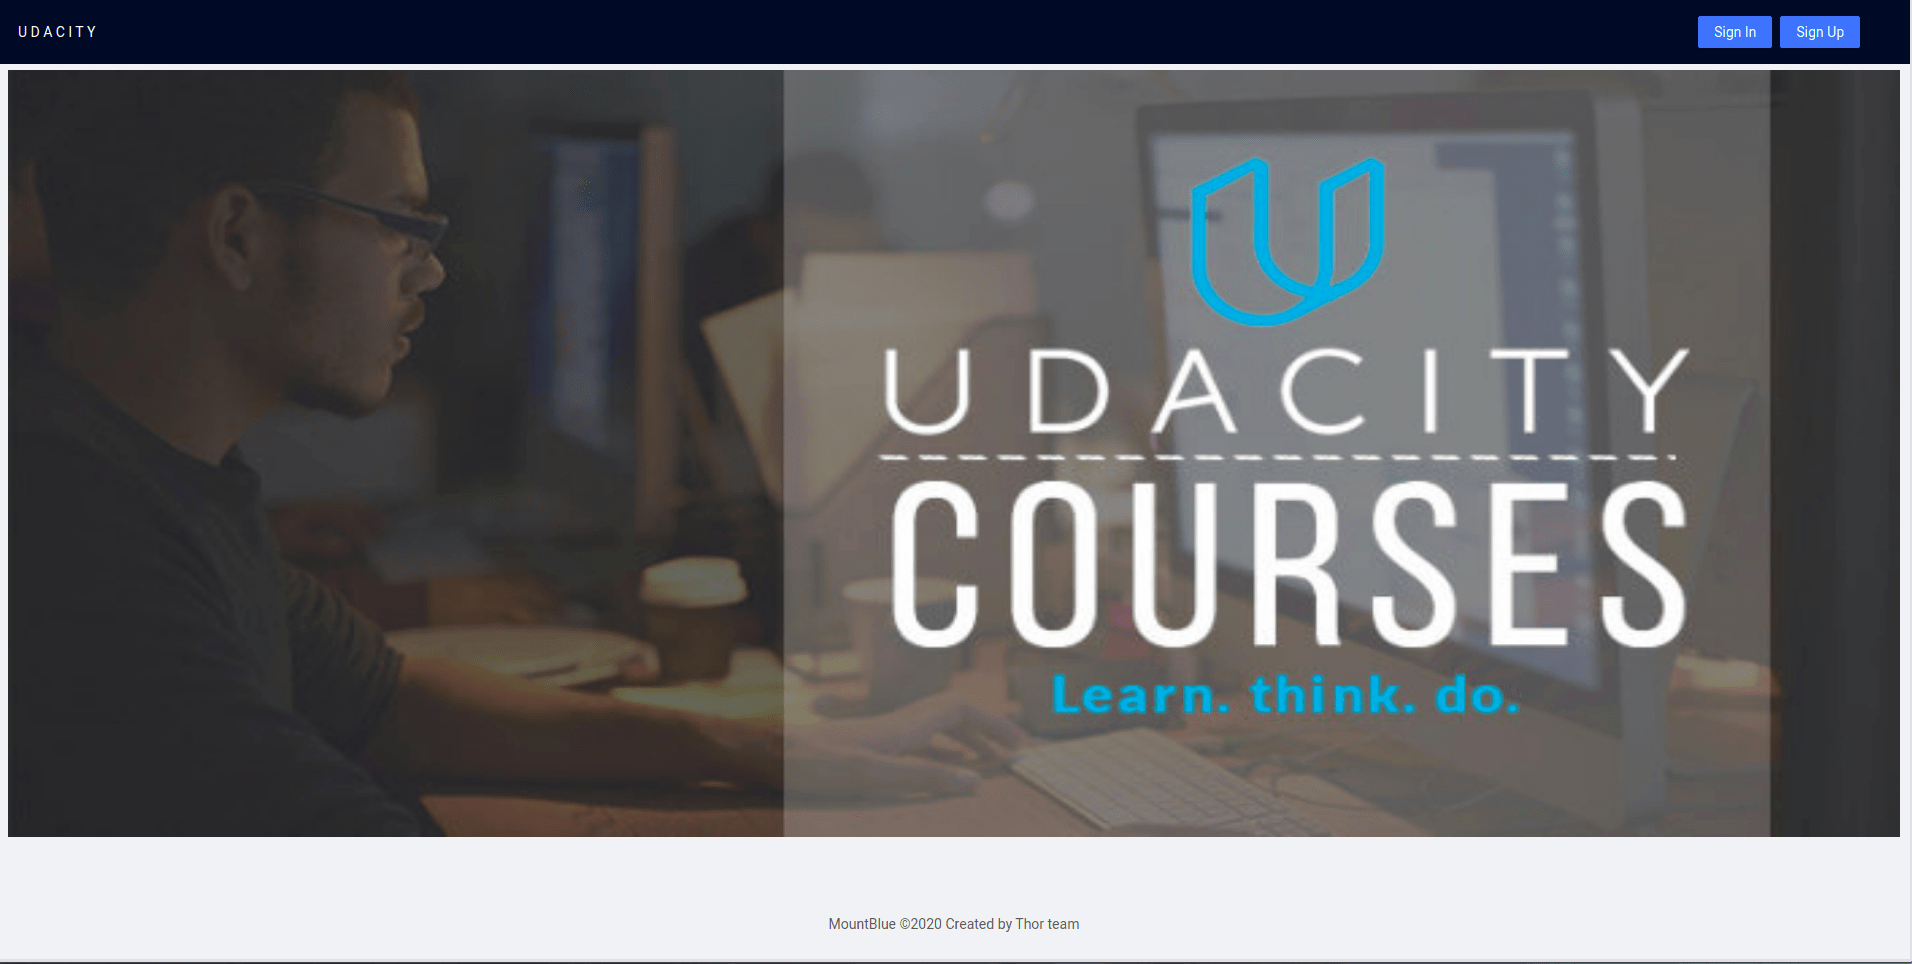 UDACITY
Sign In
Sign Up
UDACITY
COURSES
Learn. think. do.
MountBlue ©2020 Created by Thor team